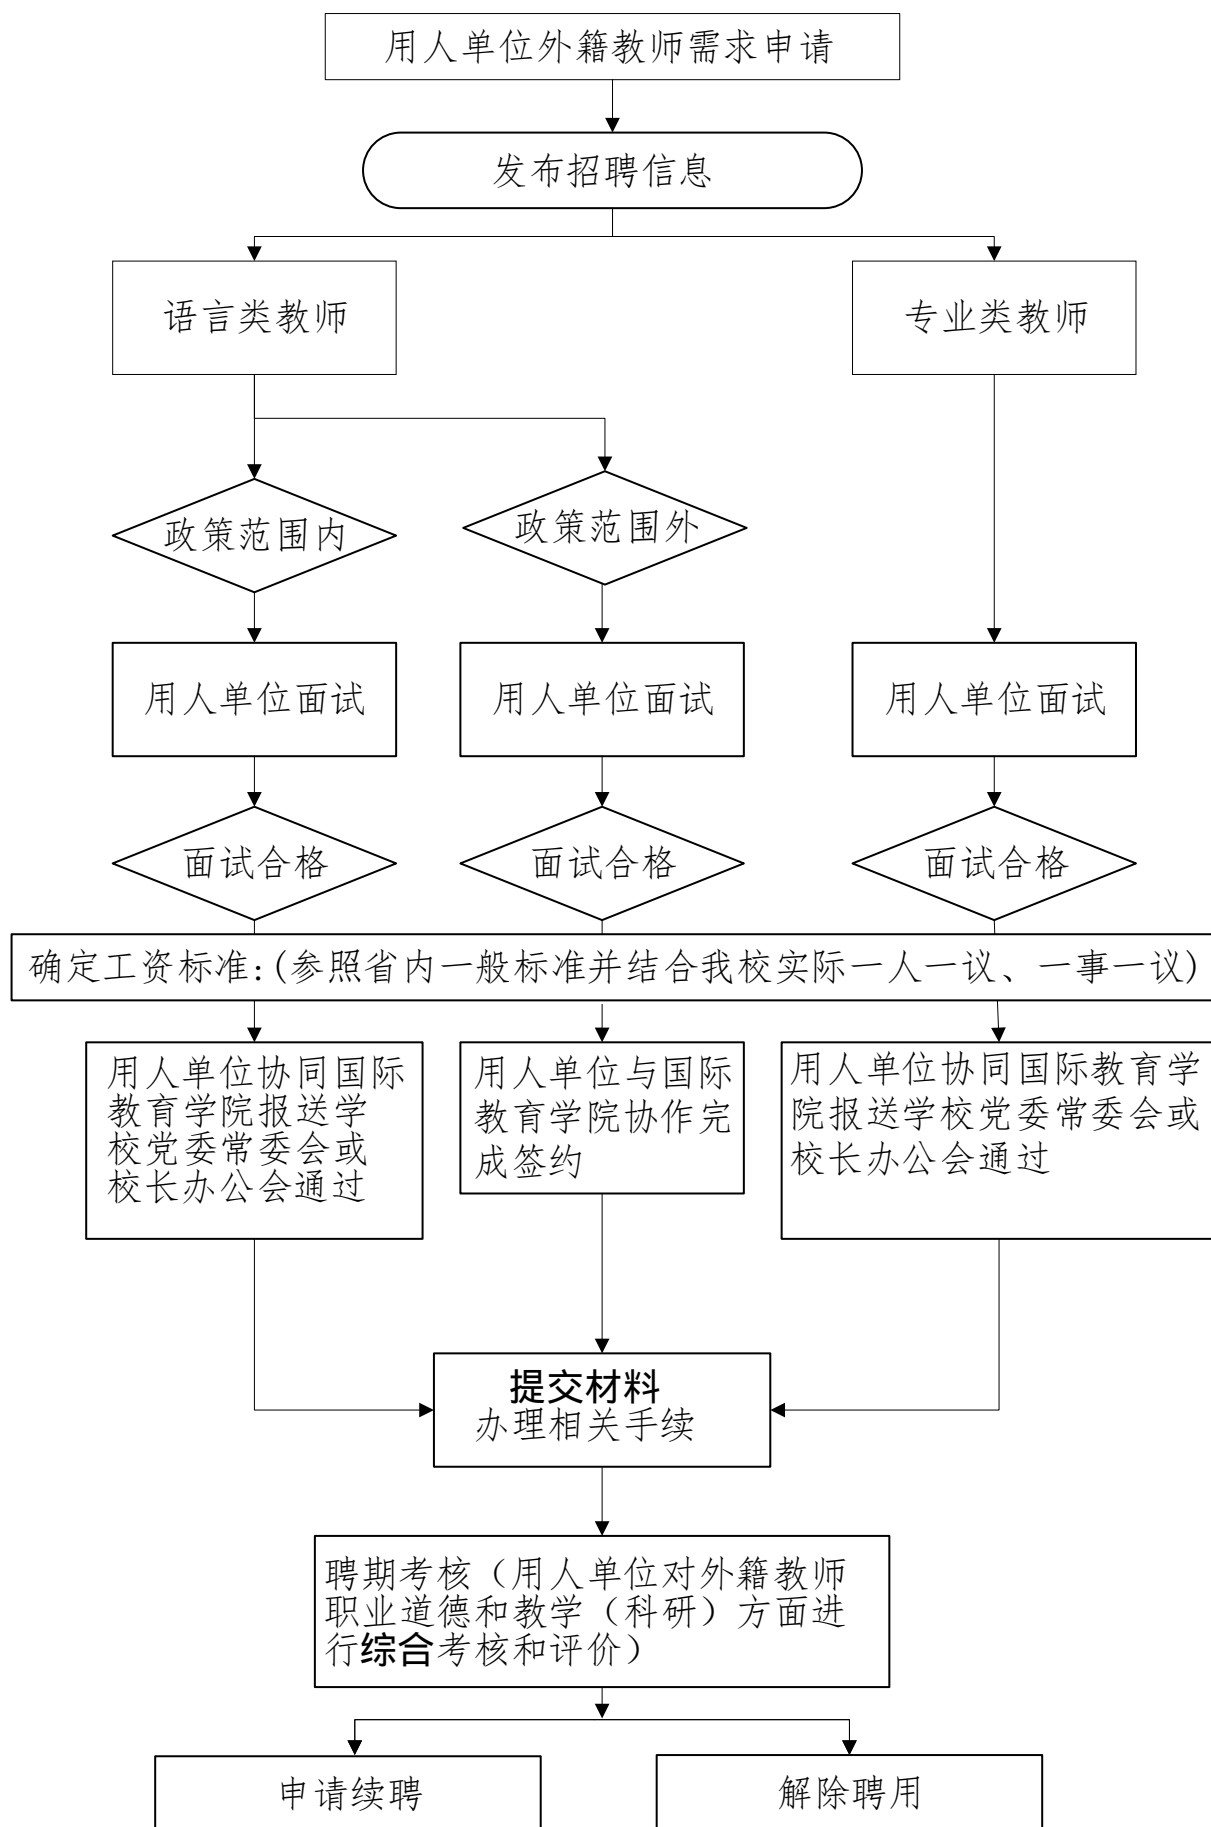 用人单位外籍教师需求申请
发布招聘信息
语言类教师
专业类教师
政策范围内
政策范围外
用人单位面试
用人单位面试
用人单位面试
面试合格
面试合格
面试合格
确定工资标准:(参照省内一般标准并结合我校实际一人一议、一事一议)
用人单位协同国际
教育学院报送学
校党委常委会或
校长办公会通过
用人单位与国际
教育学院协作完
成签约
用人单位协同国际教育学
院报送学校党委常委会或
校长办公会通过
提交材料
办理相关手续
聘期考核（用人单位对外籍教师
职业道德和教学（科研）方面进
行综合考核和评价）
申请续聘
解除聘用